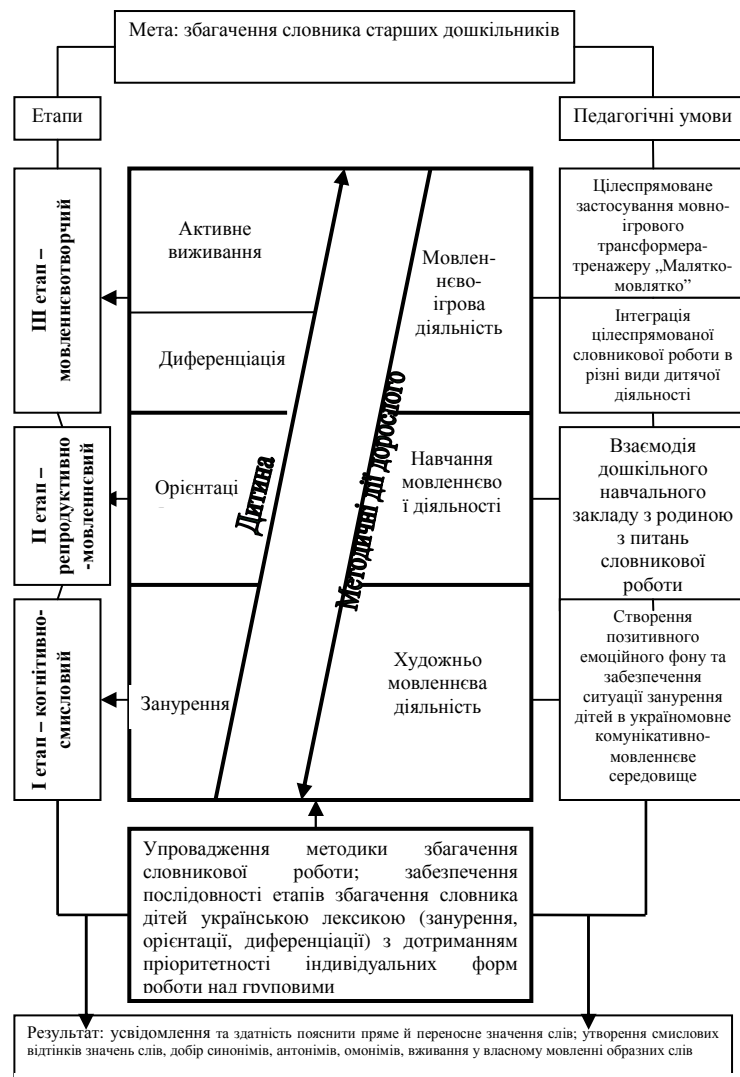 Мета: збагачення словника старших дошкільників
Етапи
Педагогічні умови
ІІІ етап –
мовленнєвотворчий
Активне
виживання
Диференціація
Мовлен-
нєво-
ігрова
діяльність
Цілеспрямоване
застосування мовно-
ігрового
трансформера-
тренажеру „Малятко-
мовлятко”
Інтеграція
цілеспрямованої
словникової роботи в
різні види дитячої
діяльності
ІІ етап –
репродуктивно
-мовленнєвий
Орієнтаці
Дитина
Методичні дії дорослого
Навчання
мовленнєво
ї діяльності
Взаємодія
дошкільного
навчального
закладу з родиною
з питань
словникової
роботи
І етап – когнітивно-
смисловий
Занурення
Художньо
мовленнєва
діяльність
Створення
позитивного
емоційного фону та
забезпечення
ситуації занурення
дітей в україномовне
комунікативно-
мовленнєве
середовище
Упровадження методики збагачення
словникової роботи; забезпечення
послідовності етапів збагачення словника
дітей українською лексикою (занурення,
орієнтації, диференціації) з дотриманням
пріоритетності індивідуальних форм
роботи над груповими
Результат: усвідомлення та здатність пояснити пряме й переносне значення слів; утворення смислових
відтінків значень слів, добір синонімів, антонімів, омонімів, вживання у власному мовленні образних слів